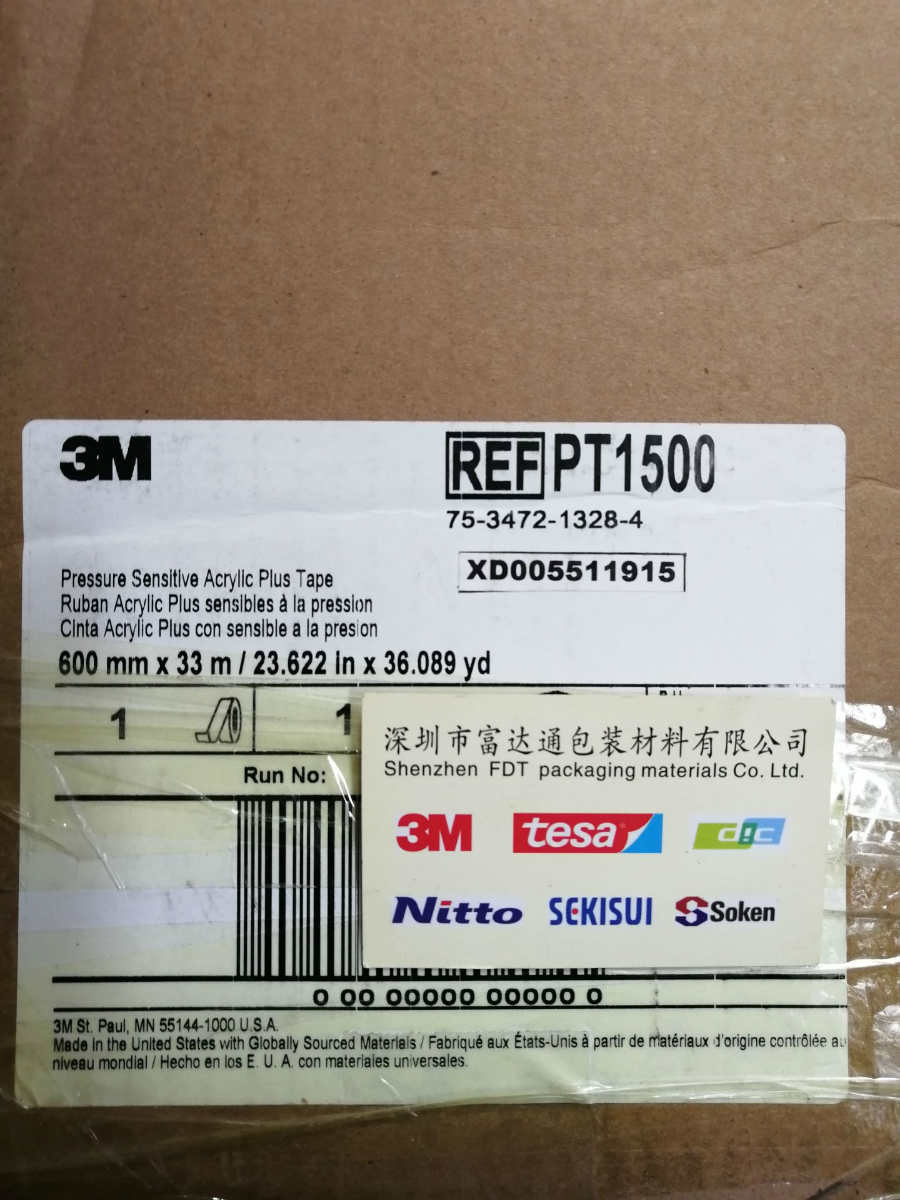 3M
REF PT1500
75-3472-1328-4
XD005511915
Pressure Sensitive Acrylic Plus Tape
Ruban Acrylic Plus sensibles à la pression
Cinta Acrylic Plus con sensible a la presion
600 mm x 33 m / 23.622 in x 36.089 yd
1 1
Run No:
深圳市富达通包装材料有限公司
Shenzhen FDT packaging materials Co. Ltd.
3M tesa d!c
Nitto SEKISUI Soken
0 00 00000 00000 0
3M St. Paul, MN 55144-1000 U.S.A.
Made in the United States with Globally Sourced Materials / Fabriqué aux États-Unis à partir de matériaux d'origine contrôlée au
niveau mondial / Hecho en los E. U. A. con materiales universales.